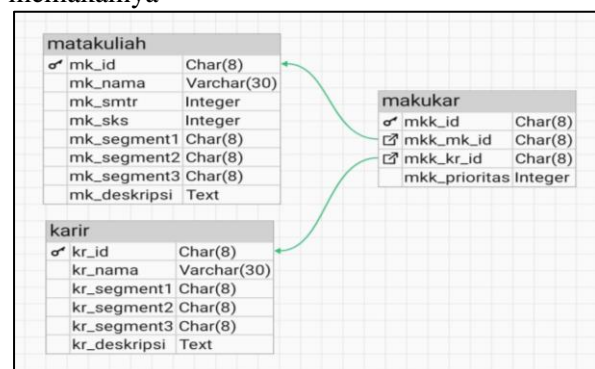 memakainya
matakuliah
mk_id Char(8)
mk_nama Varchar(30)
mk_smtr Integer
mk_sks Integer
mk_segment1 Char(8)
mk_segment2 Char(8)
mk_segment3 Char(8)
mk_deskripsi Text
makukar
mkk_id Char(8)
mkk_mk_id Char(8)
mkk_kr_id Char(8)
mkk_prioritas Integer
karir
kr_id Char(8)
kr_nama Varchar(30)
kr_segment1 Char(8)
kr_segment2 Char(8)
kr_segment3 Char(8)
kr_deskripsi Text